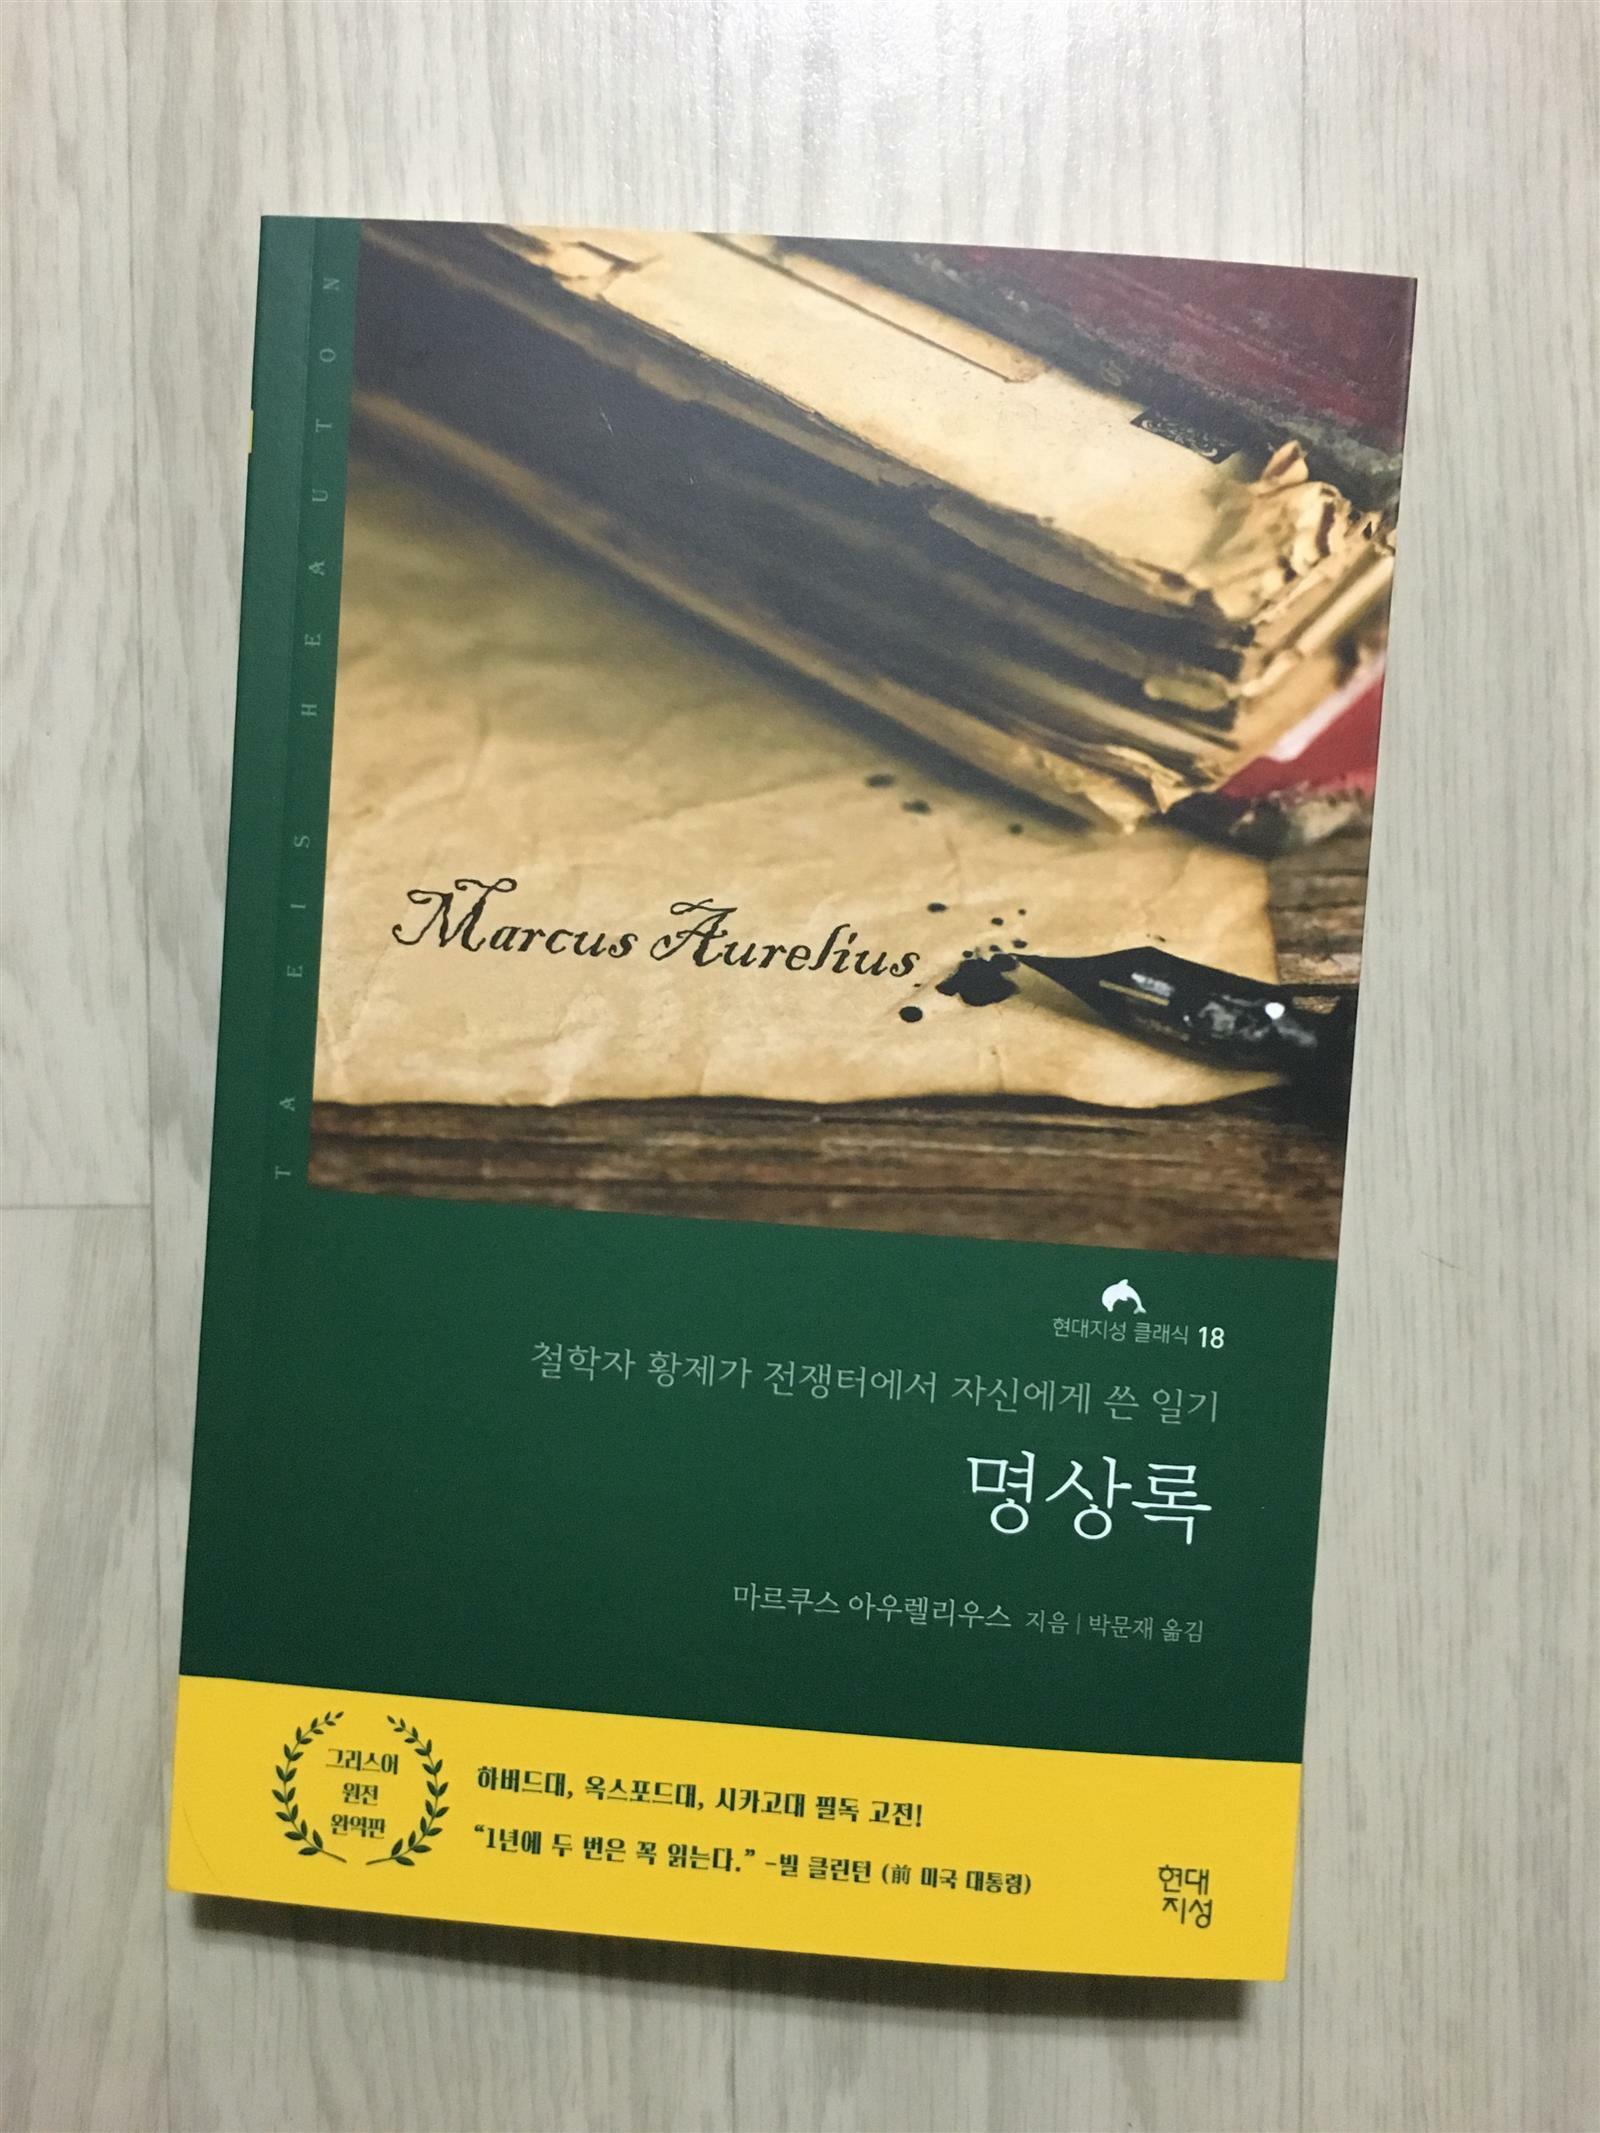 TA EIS HEAUTON
Marcus Aurelius
현대지성 클래식 18
철학자 황제가 전쟁터에서 자신에게 쓴 일기
명상록
마르쿠스 아우렐리우스 지음 | 박문재 옮김
그리스어
원전
완역판
하버드대, 옥스포드대, 시카고대 필독 고전!
“1년에 두 번은 꼭 읽는다.” -빌 클린턴 (前 미국 대통령)
현대
지성